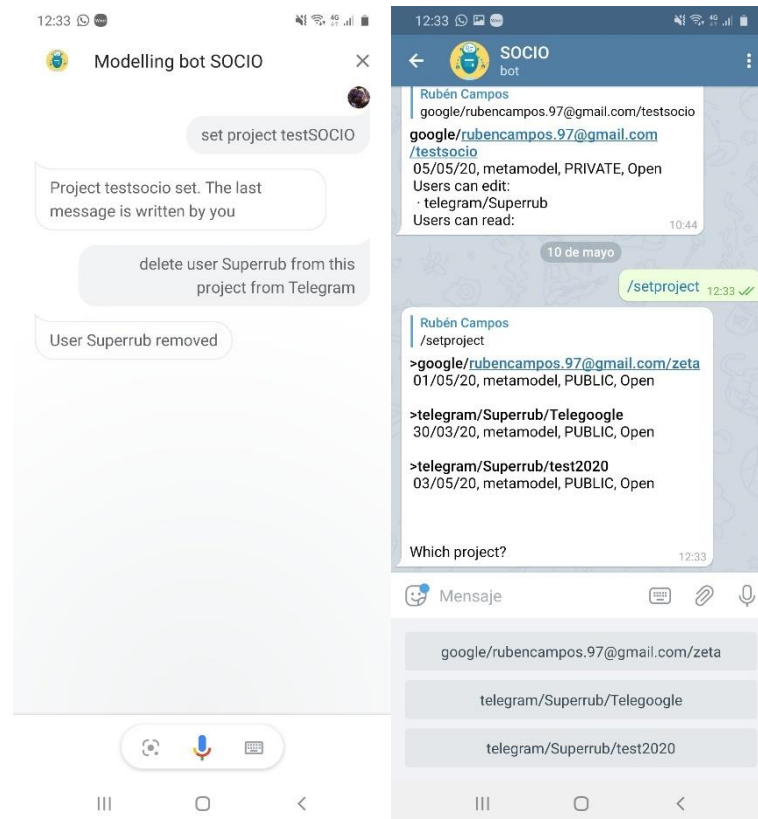 12:33
Modelling bot SOCIO
set project testSOCIO
Project testsocio set. The last
message is written by you
delete user Superrub from this
project from Telegram
User Superrub removed
12:33
SOCIO
bot
Rubén Campos
google/rubencampos.97@gmail.com/testsocio
google/rubencampos.97@gmail.com
/testsocio
05/05/20, metamodel, PRIVATE, Open
Users can edit:
· telegram/Superrub
Users can read:
10:44
10 de mayo
/setproject 12:33
Rubén Campos
/setproject
>google/rubencampos.97@gmail.com/zeta
01/05/20, metamodel, PUBLIC, Open
>telegram/Superrub/Telegoogle
30/03/20, metamodel, PUBLIC, Open
>telegram/Superrub/test2020
03/05/20, metamodel, PUBLIC, Open
Which project?
12:33
Mensaje
google/rubencampos.97@gmail.com/zeta
telegram/Superrub/Telegoogle
telegram/Superrub/test2020